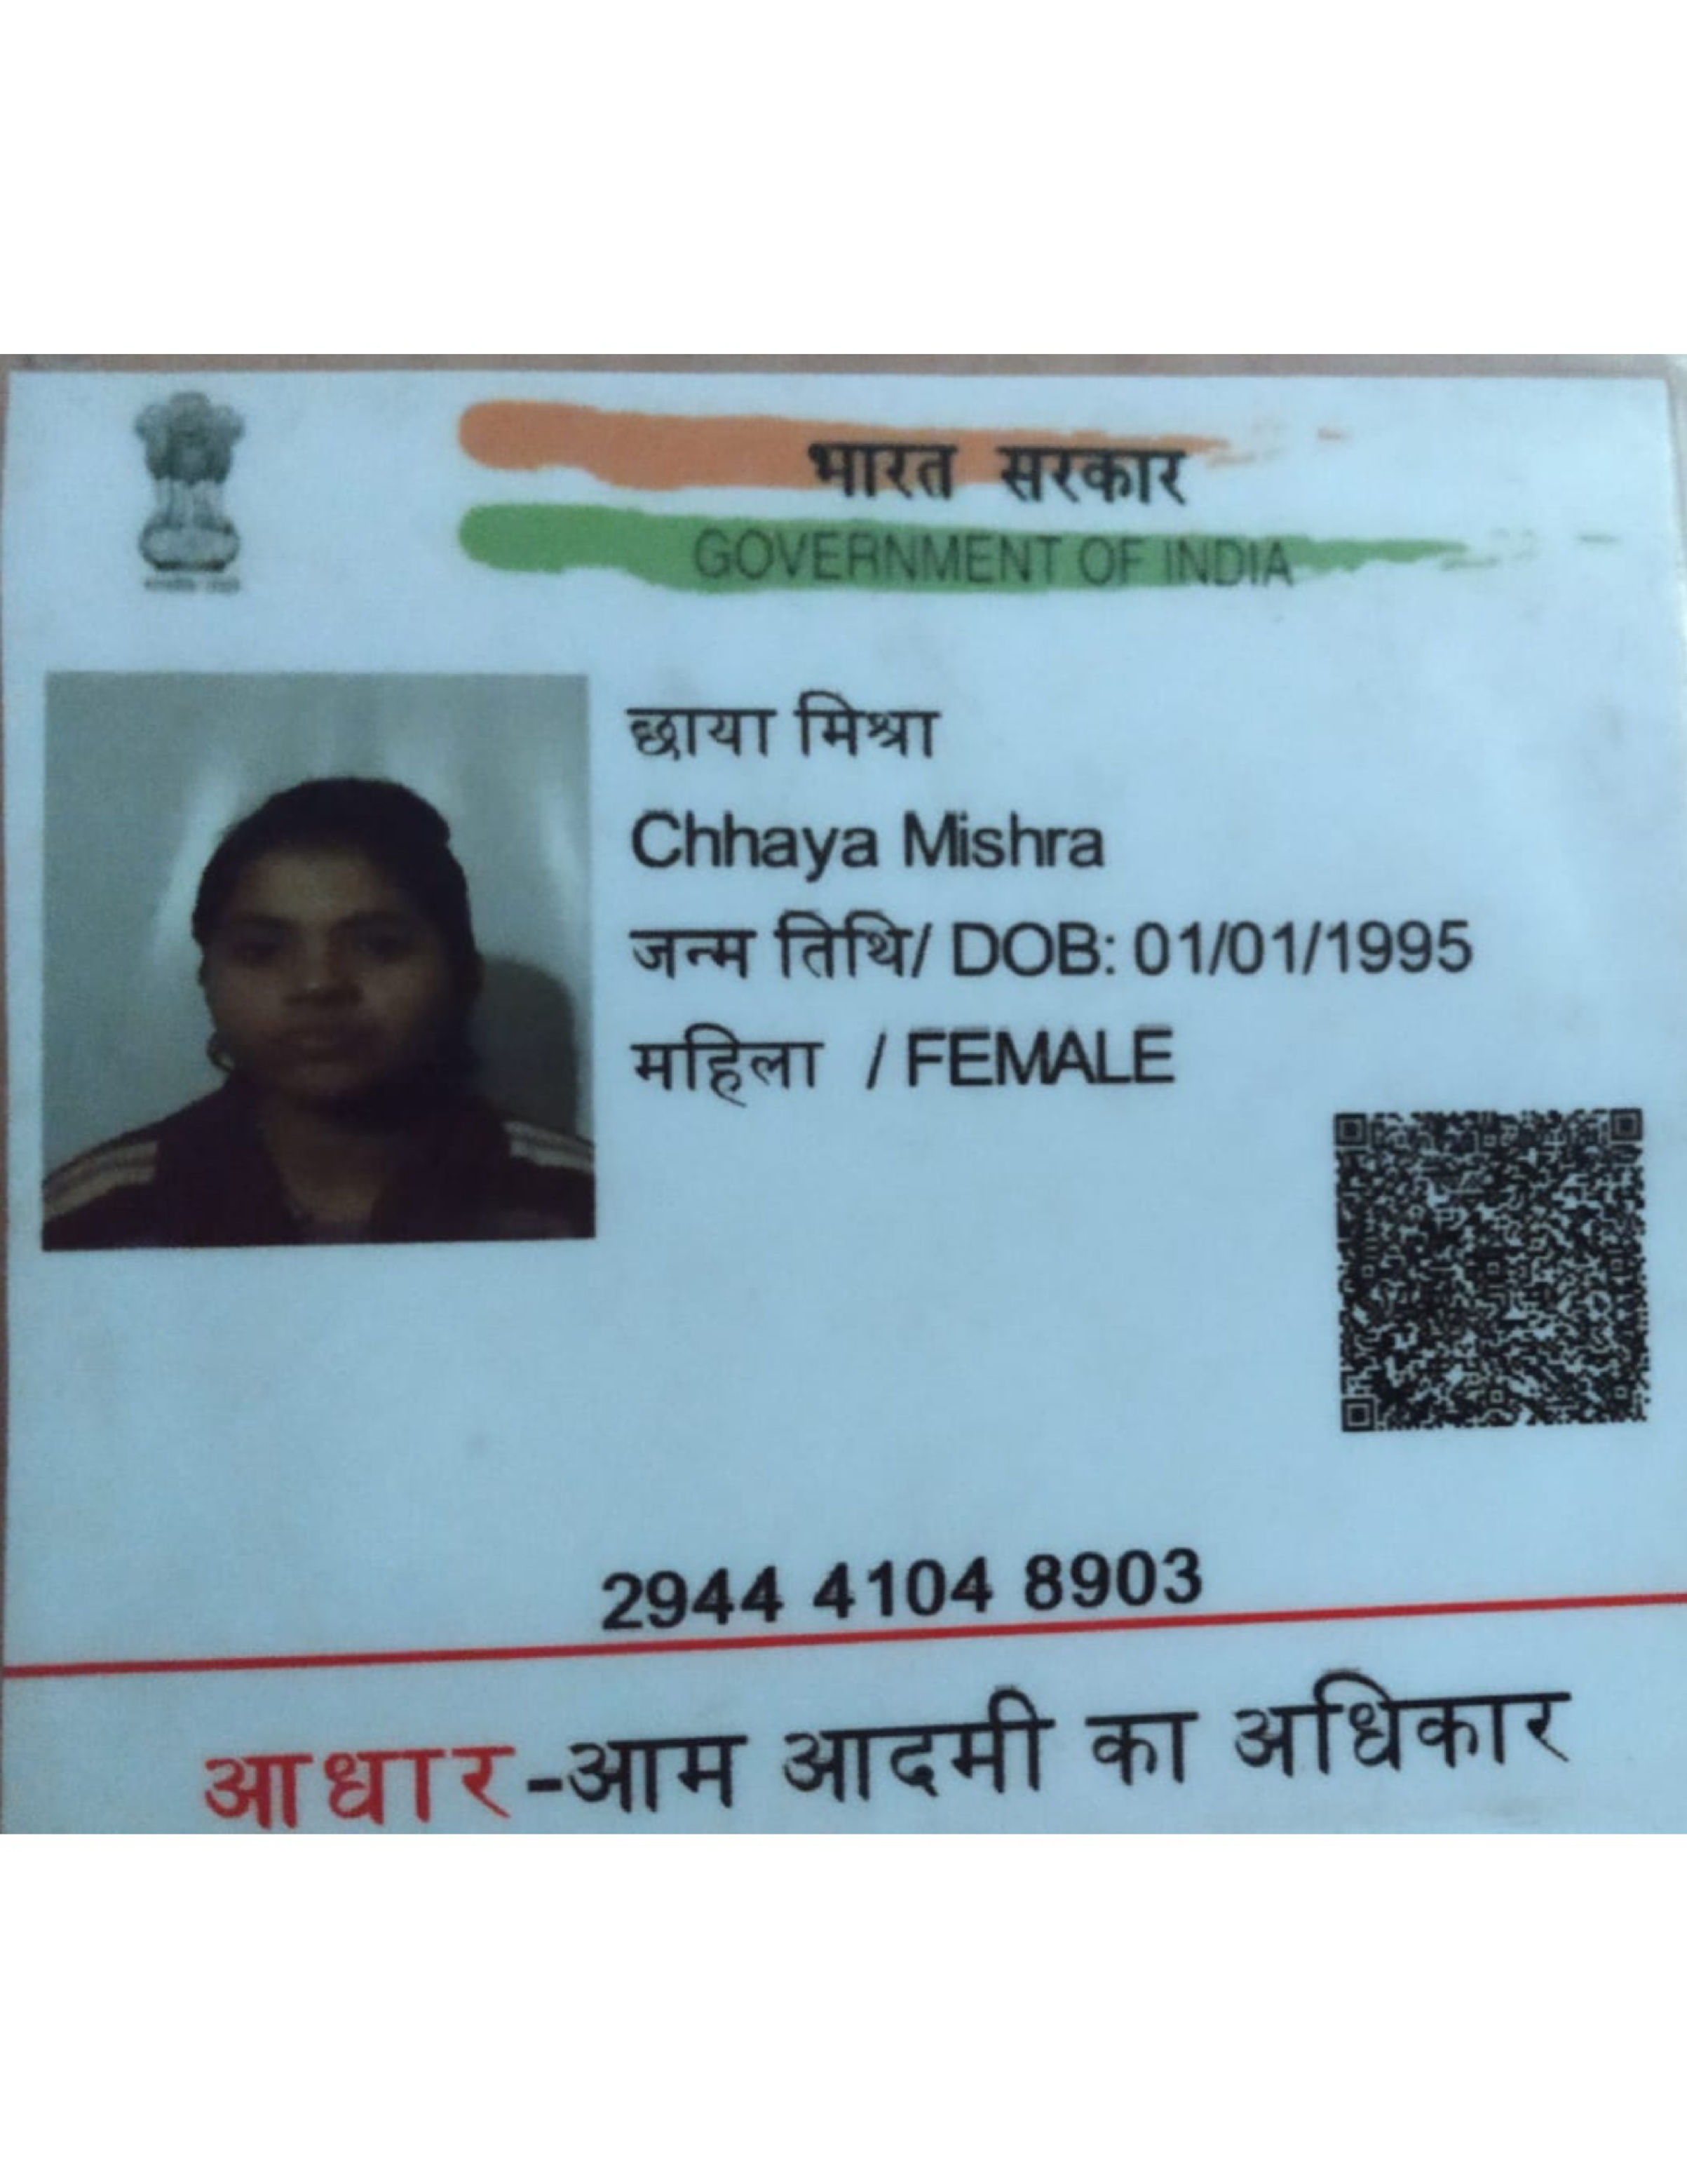 भारत सरकार
GOVERNMENT OF INDIA
छाया मिश्रा
Chhaya Mishra
जन्म तिथि/ DOB: 01/01/1995
महिला / FEMALE
2944 4104 8903
आधार-आम आदमी का अधिकार